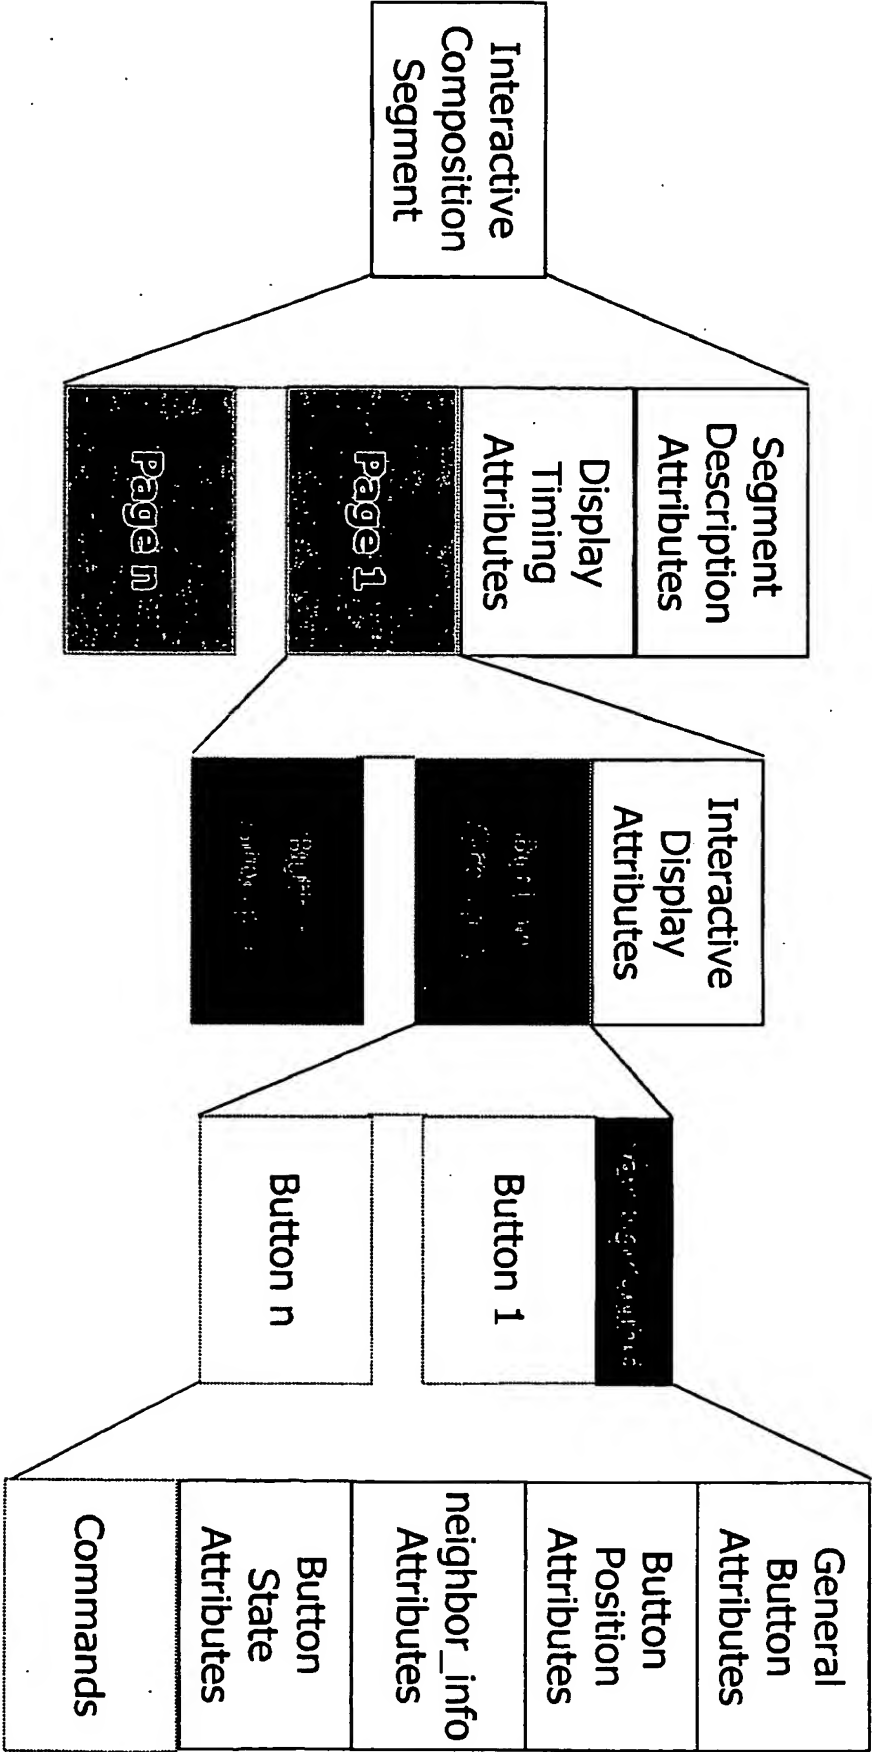 Interactive
Composition
Segment
Segment
Description
Attributes
Display
Timing
Attributes
Page 1
Page n
Interactive
Display
Attributes
Button 1
Button n
General
Button
Attributes
Button
Position
Attributes
neighbor_info
Attributes
Button
State
Attributes
Commands